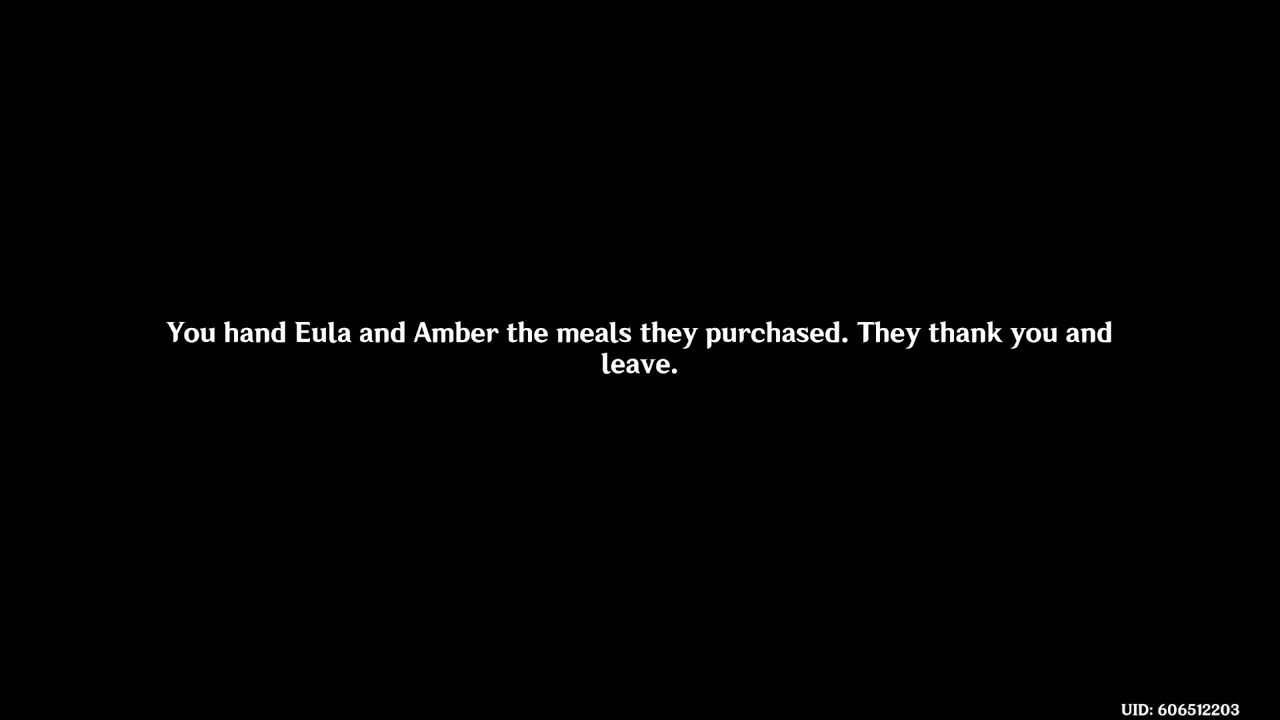 You hand Eula and Amber the meals they purchased. They thank you and
leave.
UID: 606512203